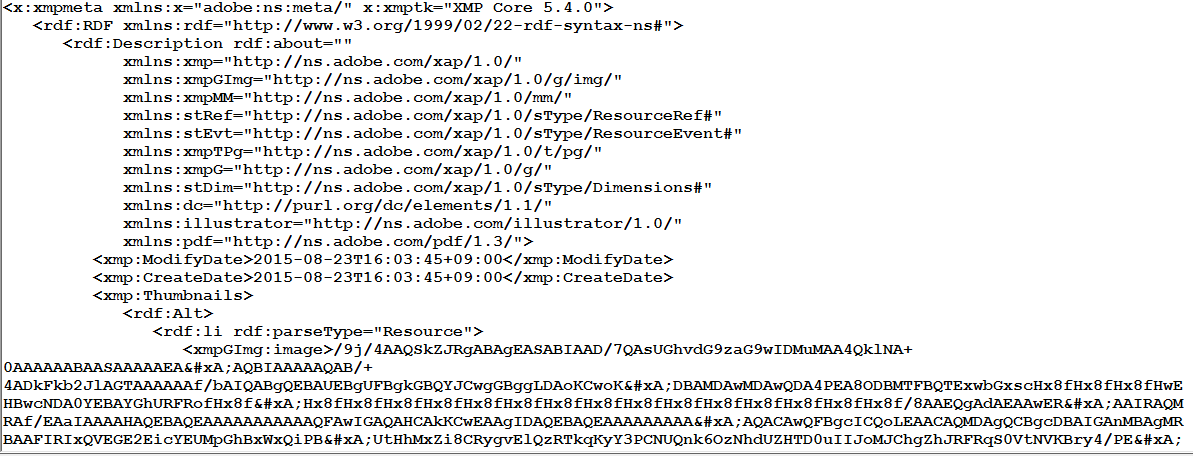 <x:xmpmeta xmlns:x="adobe:ns:meta/" x:xmptk="XMP Core 5.4.0">
<rdf:RDF xmlns:rdf="http://www.w3.org/1999/02/22-rdf-syntax-ns#">
<rdf:Description rdf:about=""
xmlns:xmp="http://ns.adobe.com/xap/1.0/"
xmlns:xmpGImg="http://ns.adobe.com/xap/1.0/g/img/"
xmlns:xmpMM="http://ns.adobe.com/xap/1.0/mm/"
xmlns:stRef="http://ns.adobe.com/xap/1.0/sType/ResourceRef#"
xmlns:stEvt="http://ns.adobe.com/xap/1.0/sType/ResourceEvent#"
xmlns:xmpTPg="http://ns.adobe.com/xap/1.0/t/pg/"
xmlns:xmpG="http://ns.adobe.com/xap/1.0/g/"
xmlns:stDim="http://ns.adobe.com/xap/1.0/sType/Dimensions#"
xmlns:dc="http://purl.org/dc/elements/1.1/"
xmlns:illustrator="http://ns.adobe.com/illustrator/1.0/"
xmlns:pdf="http://ns.adobe.com/pdf/1.3/">
<xmp:ModifyDate>2015-08-23T16:03:45+09:00</xmp:ModifyDate>
<xmp:CreateDate>2015-08-23T16:03:45+09:00</xmp:CreateDate>
<xmp:Thumbnails>
<rdf:Alt>
<rdf:li rdf:parseType="Resource">
<xmpGImg:image>/9j/4AAQSkZJRgABAgEASABIAAD/7QAsUGhvdG9zaG9wIDMuMAA4QklNA+
0AAAAAABAASAAAAAEA&#xA;AQBIAAAAAQAB/+
4ADkFkb2JlAGTAAAAAAf/bAIQABgQEBAUEBgUFBgkGBQYJCwgGBggLDAoKCwoK&#xA;DBAMDAwMDAwQDA4PEA8ODBMTFBQTExwbGxscHx8fHx8fHx8fHwE
HBwcNDA0YEBAYGhURFRofHx8f&#xA;Hx8fHx8fHx8fHx8fHx8fHx8fHx8fHx8fHx8fHx8fHx8fHx8fHx8fHx8fHx8f/8AAEQgAdAEAAwER&#xA;AAIRAQM
RAf/EAaIAAAAHAQEBAQEAAAAAAAAAAAQFAwIGAQAHCAkKCwEAAgIDAQEBAQEAAAAAAAAA&#xA;AQACAwQFBgcICQoLEAACAQMDAgQCBgcDBAIGAnMBAgMR
BAAFIRIxQVEGE2EicYEUMpGhBxWxQiPB&#xA;UtHhMxZi8CRygvElQzRTkqKyY3PCNUQnk6OzNhdUZHTD0uIIJoMJChgZhJRFRqS0VtNVKBry4/PE&#xA;